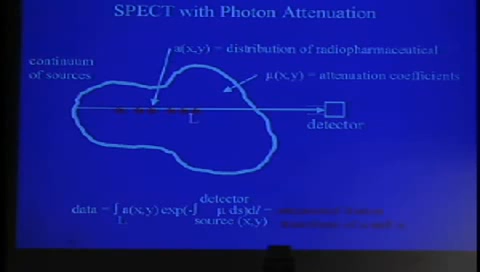 SPECT with Photon Attenuation
a(x,y) = distribution of radiopharmaceutical
continuum
of sources
μ(x,y) = attenuation coefficients
L
detector
detector
data = ∫ a(x,y) exp(-∫ μ ds)dl =
L source (x,y)